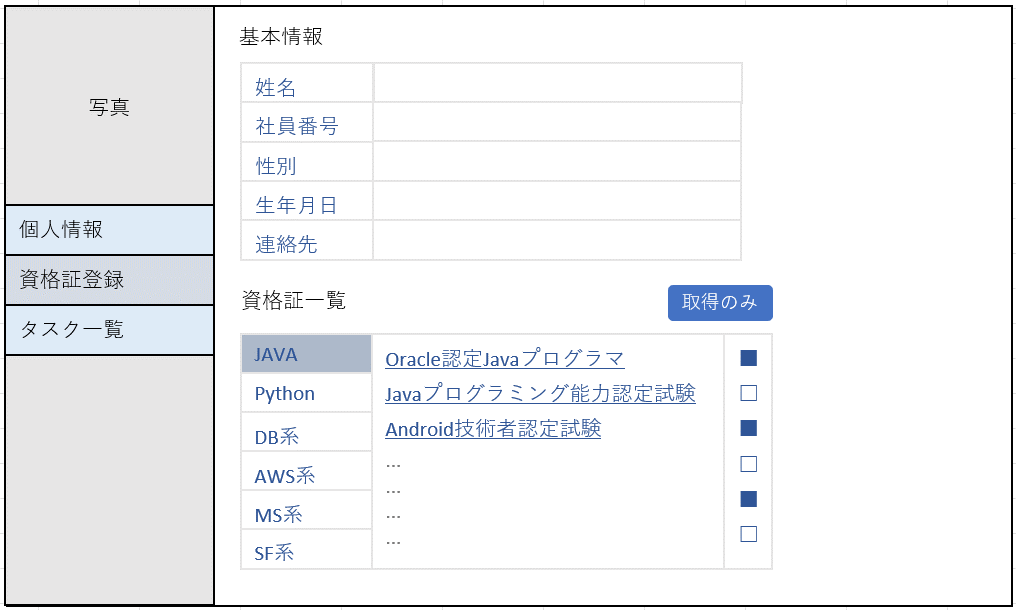 写真
個人情報
資格証登録
タスク一覧
基本情報
姓名
社員番号
性別
生年月日
連絡先
資格証一覧
取得のみ
JAVA
Python
DB系
AWS系
MS系
SF系
Oracle認定Javaプログラマ
Javaプログラミング能力認定試験
Android技術者認定試験
...
...
...
...